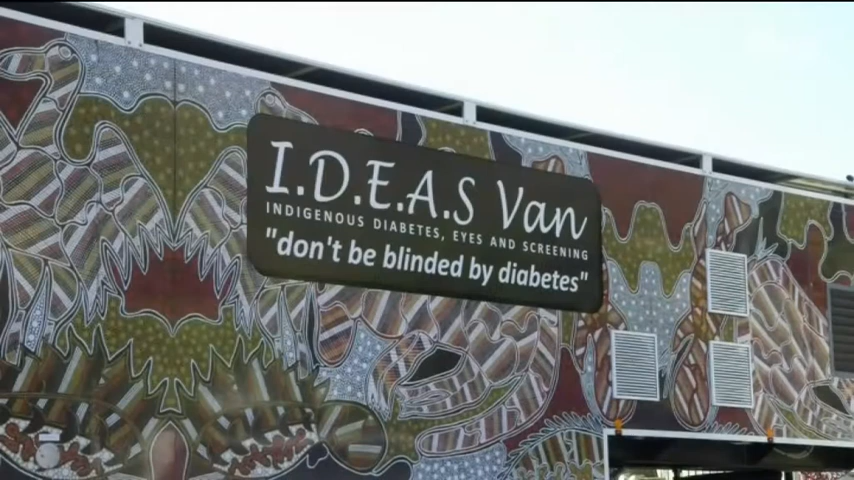 I.D.E.A.S Van
INDIGENOUS DIABETES, EYES AND SCREENING
"don't be blinded by diabetes"